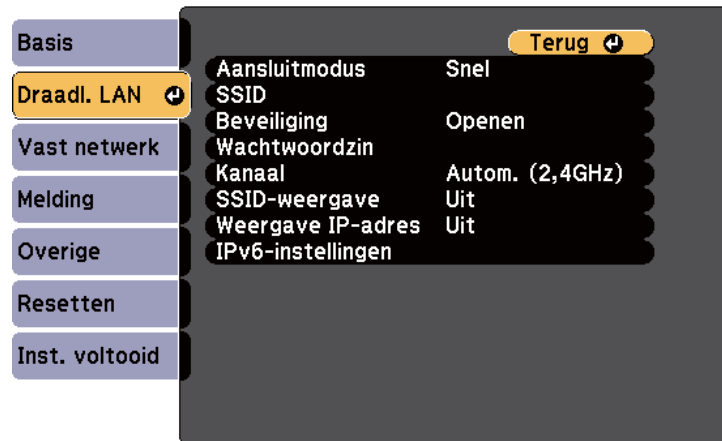 Basis
Draadl. LAN
Vast netwerk
Melding
Overige
Resetten
Inst. voltooid
Terug
Aansluitmodus Snel
SSID
Beveiliging Openen
Wachtwoordzin
Kanaal Autom. (2,4GHz)
SSID-weergave Uit
Weergave IP-adres Uit
IPv6-instellingen